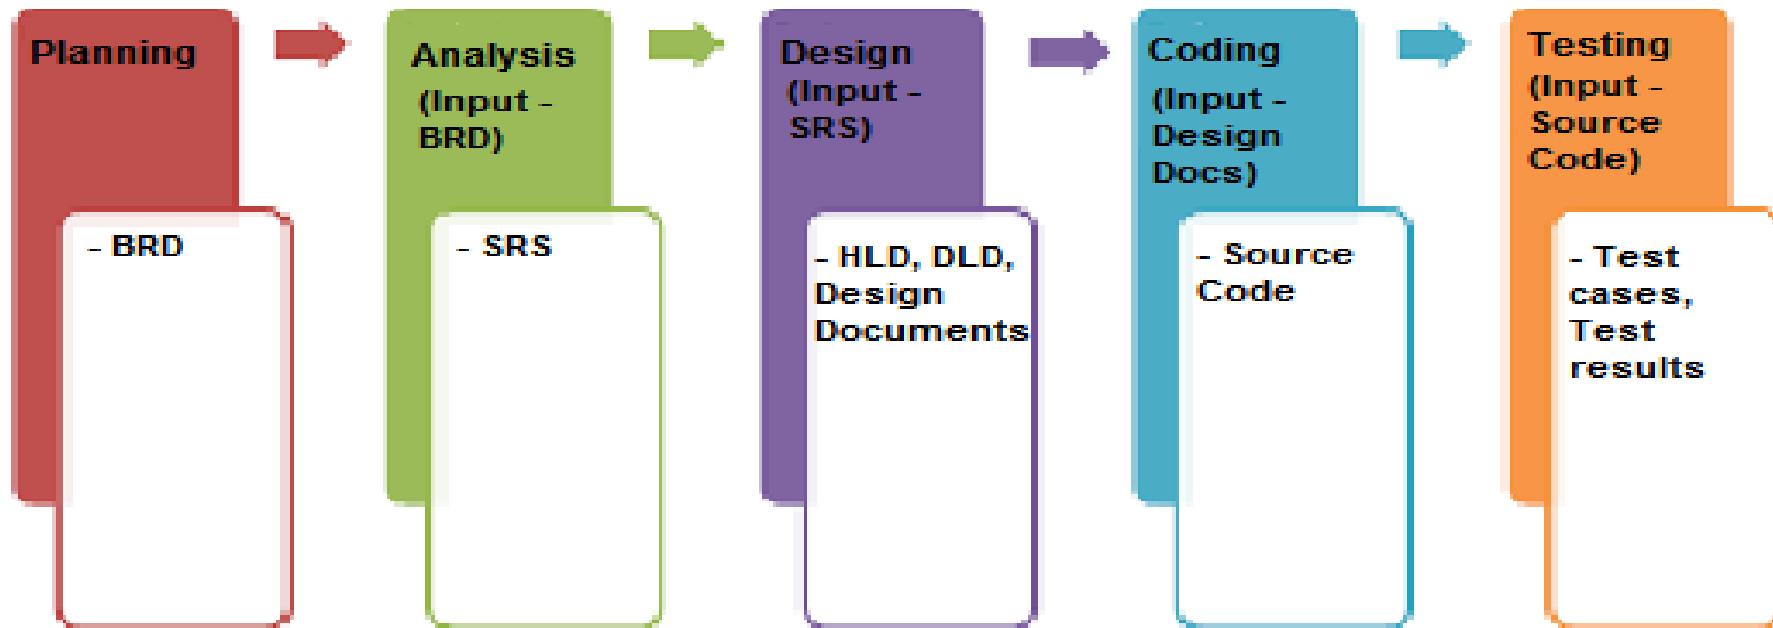 Planning
- BRD
Analysis
(Input -
BRD)
- SRS
Design
(Input -
SRS)
- HLD, DLD,
Design
Documents
Coding
(Input -
Design
Docs)
- Source
Code
Testing
(Input -
Source
Code)
- Test
cases,
Test
results